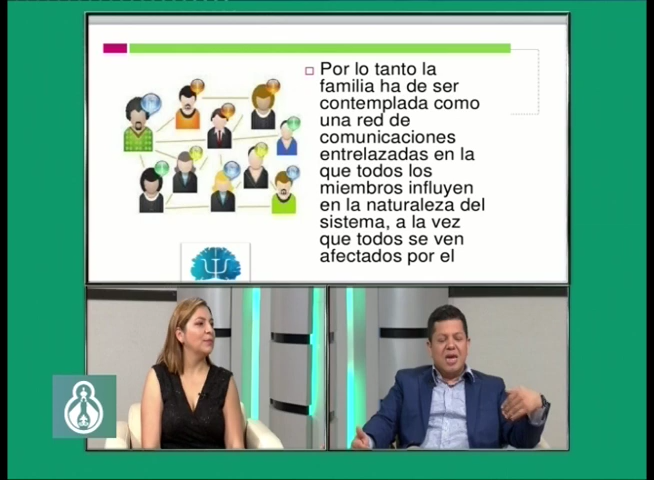 Por lo tanto la
familia ha de ser
contemplada como
una red de
comunicaciones
entrelazadas en la
que todos los
miembros influyen
en la naturaleza del
sistema, a la vez
que todos se ven
afectados por el